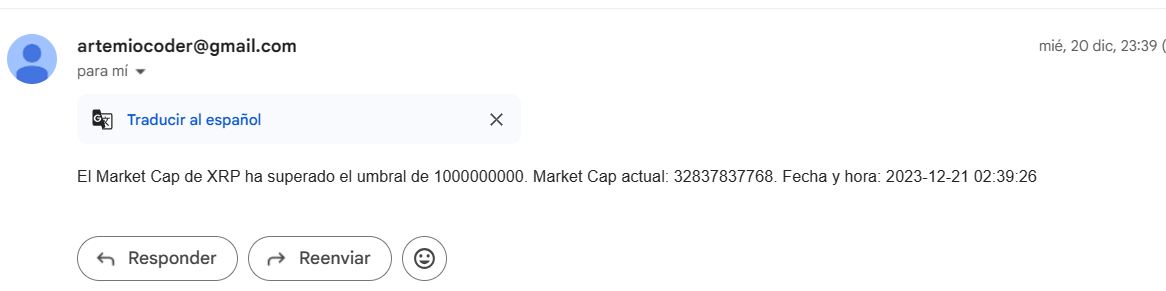 artemiocoder@gmail.com
mié, 20 dic, 23:39 (
para mí
Traducir al español
El Market Cap de XRP ha superado el umbral de 1000000000. Market Cap actual: 32837837768. Fecha y hora: 2023-12-21 02:39:26
Responder
Reenviar